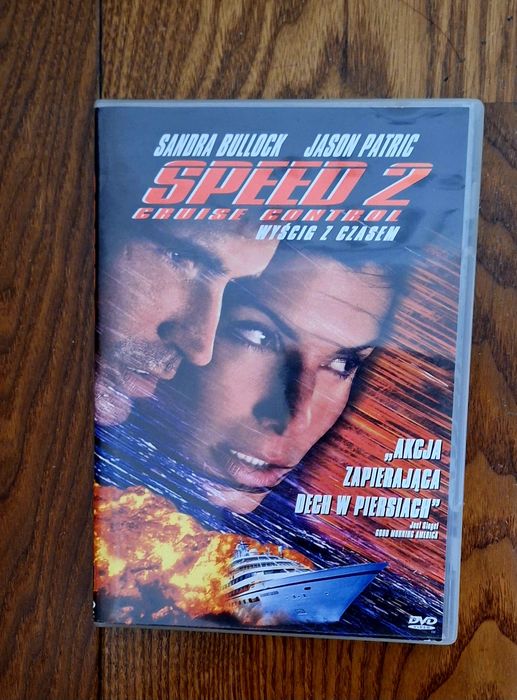 SANDRA BULLOCK JASON PATRIC
SPEED 2
CRUISE CONTROL
WYŚCIG Z CZASEM
„AKCJA
ZAPIERAJĄCA
DECH W PIERSIACH”
Joel Siegel
GOOD MORNING AMERICA
DVD
VIDEO